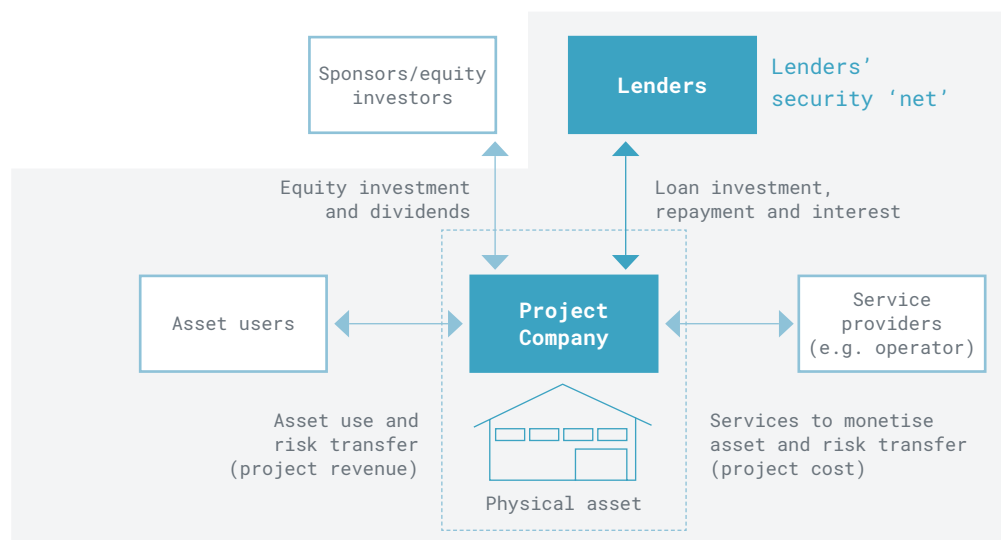 Sponsors/equity
investors
Lenders
Lenders’
security ‘net’
Equity investment
and dividends
Loan investment,
repayment and interest
Asset users
Project
Company
Service
providers
(e.g. operator)
Asset use and
risk transfer
(project revenue)
Services to monetise
asset and risk transfer
(project cost)
Physical asset